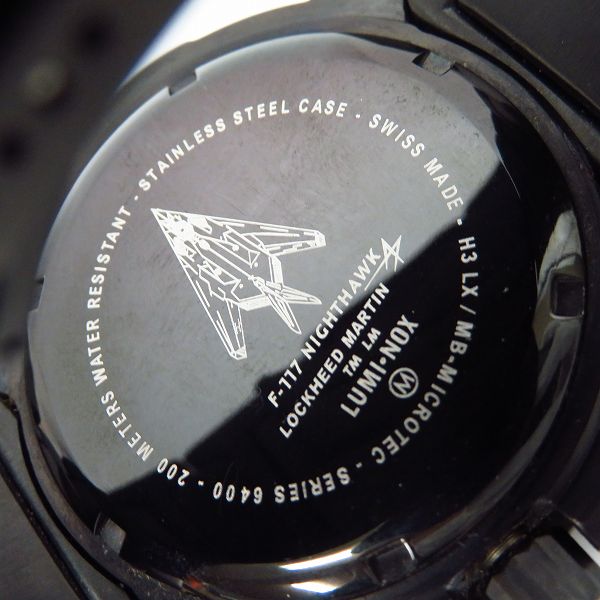 200 METERS WATER RESISTANT - STAINLESS STEEL CASE - SWISS MADE - H3 LX / MB-MICROTEC - SERIES 6400 -
F-117 NIGHTHAWK
LOCKHEED MARTIN
TM LM
LUMI-NOX
M